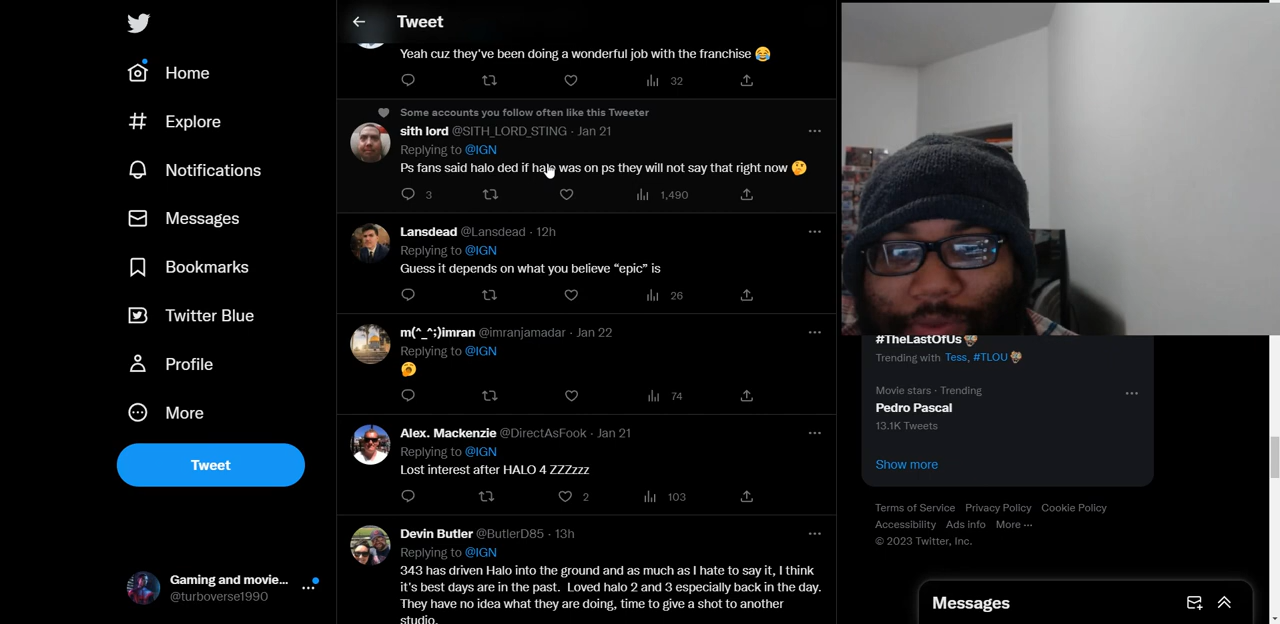 Tweet
Home
Explore
Notifications
Messages
Bookmarks
Twitter Blue
Profile
More
Tweet
Gaming and movie...
@turboverse1990
Yeah cuz they've been doing a wonderful job with the franchise 😂
32
Some accounts you follow often like this Tweeter
sith lord @SITH_LORD_STING · Jan 21
Replying to @IGN
Ps fans said halo ded if halo was on ps they will not say that right now 🤔
3 1,490
Lansdead @Lansdead · 12h
Replying to @IGN
Guess it depends on what you believe “epic” is
26
m(^_^;)imran @imranjamadar · Jan 22
Replying to @IGN
🥱
74
Alex. Mackenzie @DirectAsFook · Jan 21
Replying to @IGN
Lost interest after HALO 4 ZZZzzz
2 103
Devin Butler @ButlerD85 · 13h
Replying to @IGN
343 has driven Halo into the ground and as much as I hate to say it, I think
it's best days are in the past. Loved halo 2 and 3 especially back in the day.
They have no idea what they are doing, time to give a shot to another
studio.
#TheLastOfUs
Trending with Tess, #TLOU
Movie stars · Trending
Pedro Pascal
13.1K Tweets
Show more
Terms of Service Privacy Policy Cookie Policy
Accessibility Ads info More ···
© 2023 Twitter, Inc.
Messages